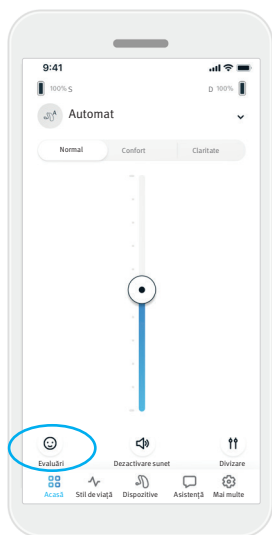 9:41
100% S
D 100%
A
Automat
Normal Confort Claritate
Evaluări Dezactivare sunet Divizare
Acasă Stil de viață Dispozitive Asistență Mai multe